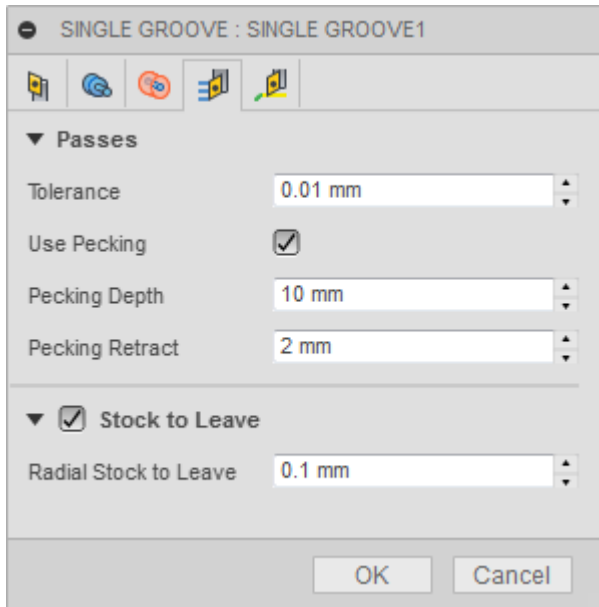 SINGLE GROOVE : SINGLE GROOVE1
Passes
Tolerance 0.01 mm
Use Pecking
Pecking Depth 10 mm
Pecking Retract 2 mm
Stock to Leave
Radial Stock to Leave 0.1 mm
OK Cancel